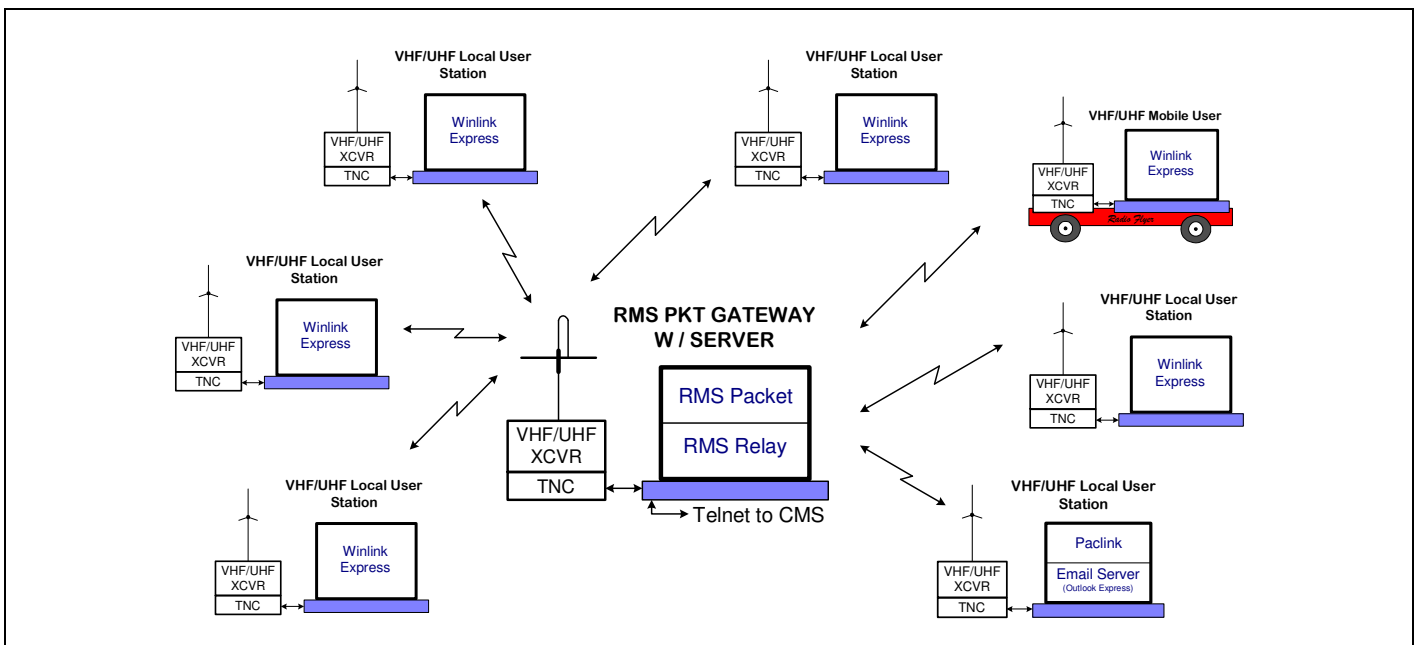 VHF/UHF Local User
Station
Winlink
Express
VHF/UHF
XCVR
TNC
VHF/UHF Local User
Station
Winlink
Express
VHF/UHF
XCVR
TNC
VHF/UHF Mobile User
Winlink
Express
VHF/UHF
XCVR
TNC
Radio Flyer
VHF/UHF Local User
Station
Winlink
Express
VHF/UHF
XCVR
TNC
RMS PKT GATEWAY
W / SERVER
RMS Packet
RMS Relay
VHF/UHF
XCVR
TNC
Telnet to CMS
VHF/UHF Local User
Station
Winlink
Express
VHF/UHF
XCVR
TNC
VHF/UHF Local User
Station
Winlink
Express
VHF/UHF
XCVR
TNC
VHF/UHF Local User
Station
Paclink
Email Server
(Outlook Express)
VHF/UHF
XCVR
TNC